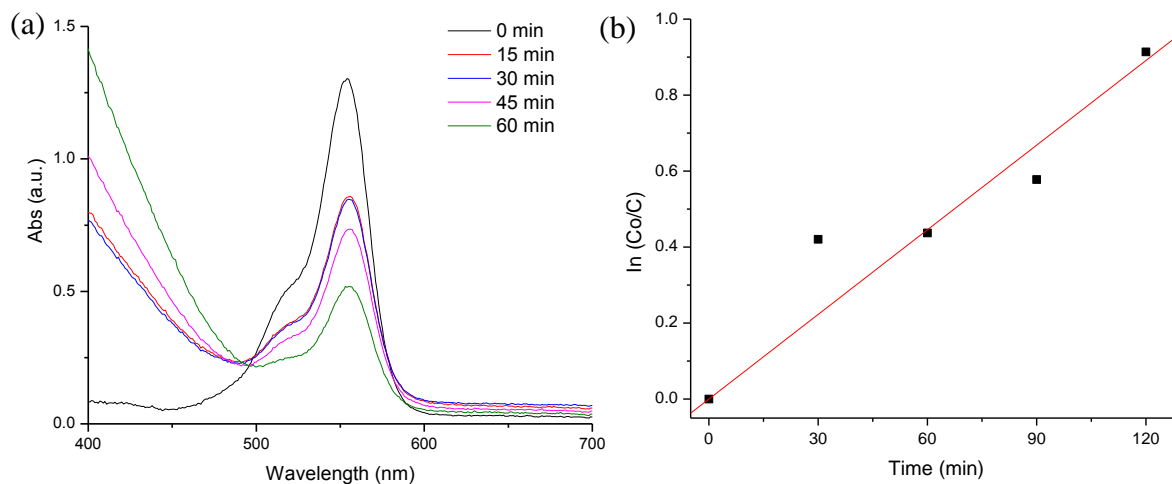 (a)
1.5
1.0
0.5
0.0
Abs (a.u.)
400
500
600
700
Wavelength (nm)
0 min
15 min
30 min
45 min
60 min
(b)
1.0
0.8
0.6
0.4
0.2
0.0
ln (Co/C)
0
30
60
90
120
Time (min)